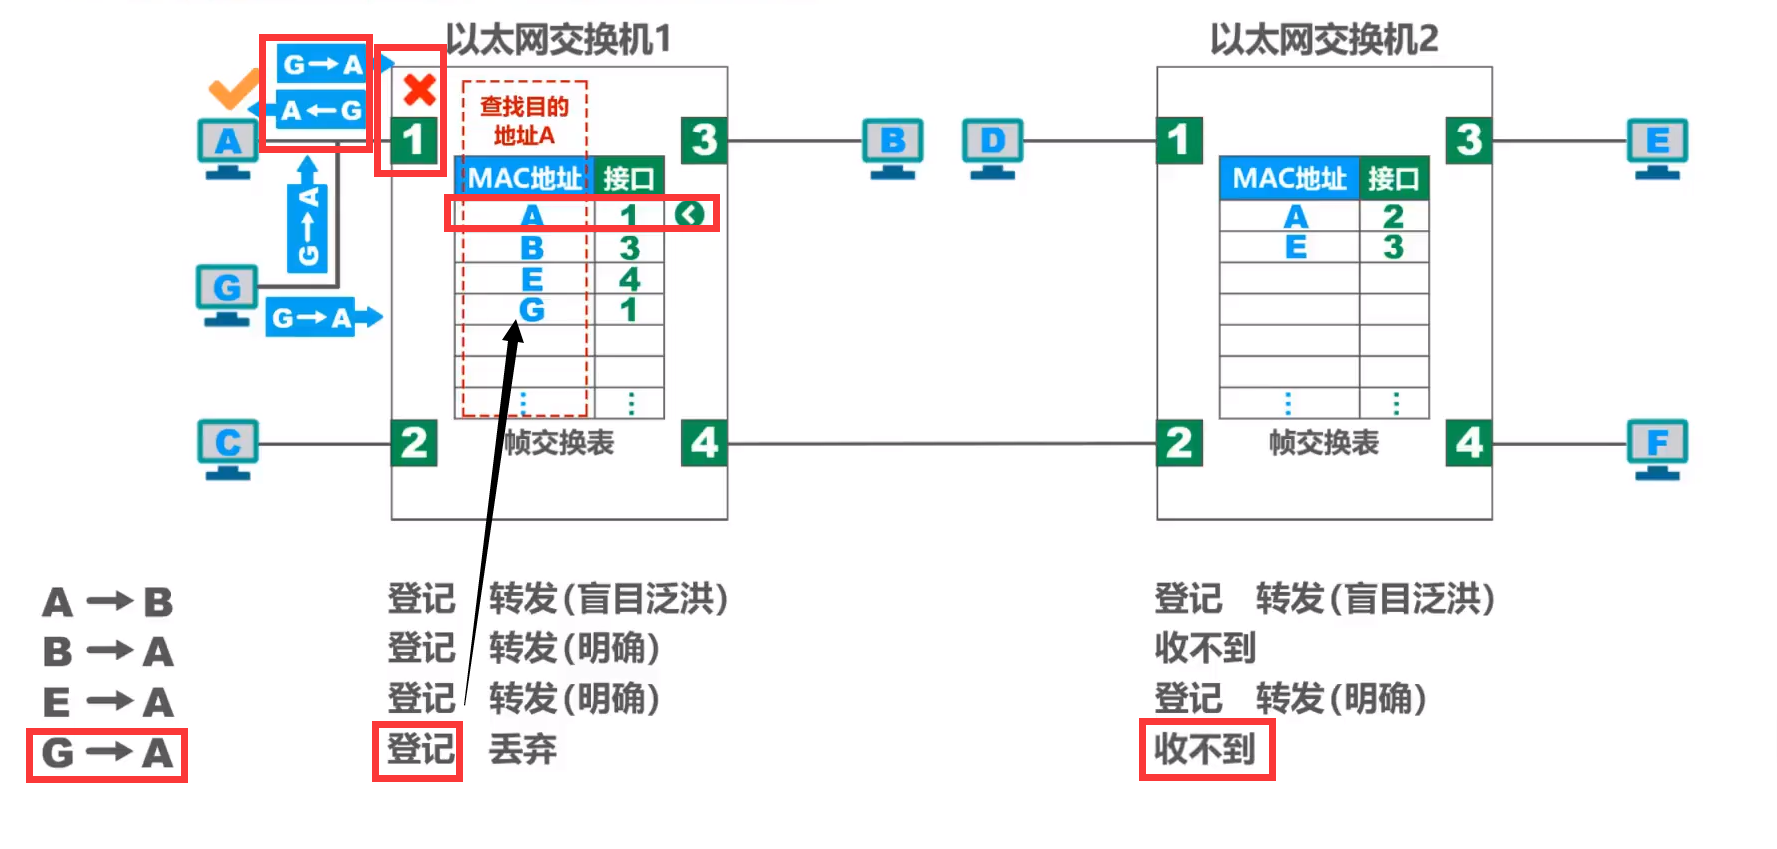 以太网交换机1
以太网交换机2
G→A
A←G
查找目的
地址A
A
1
3
B
D
1
3
E
MAC地址 接口
A 1
B 3
E 4
G 1
⋮ ⋮
帧交换表
MAC地址 接口
A 2
E 3
⋮ ⋮
帧交换表
G→A
G
G→A
C
2
4
2
4
F
A→B 登记 转发(盲目泛洪) 登记 转发(盲目泛洪)
B→A 登记 转发(明确) 收不到
E→A 登记 转发(明确) 登记 转发(明确)
G→A 登记 丢弃 收不到